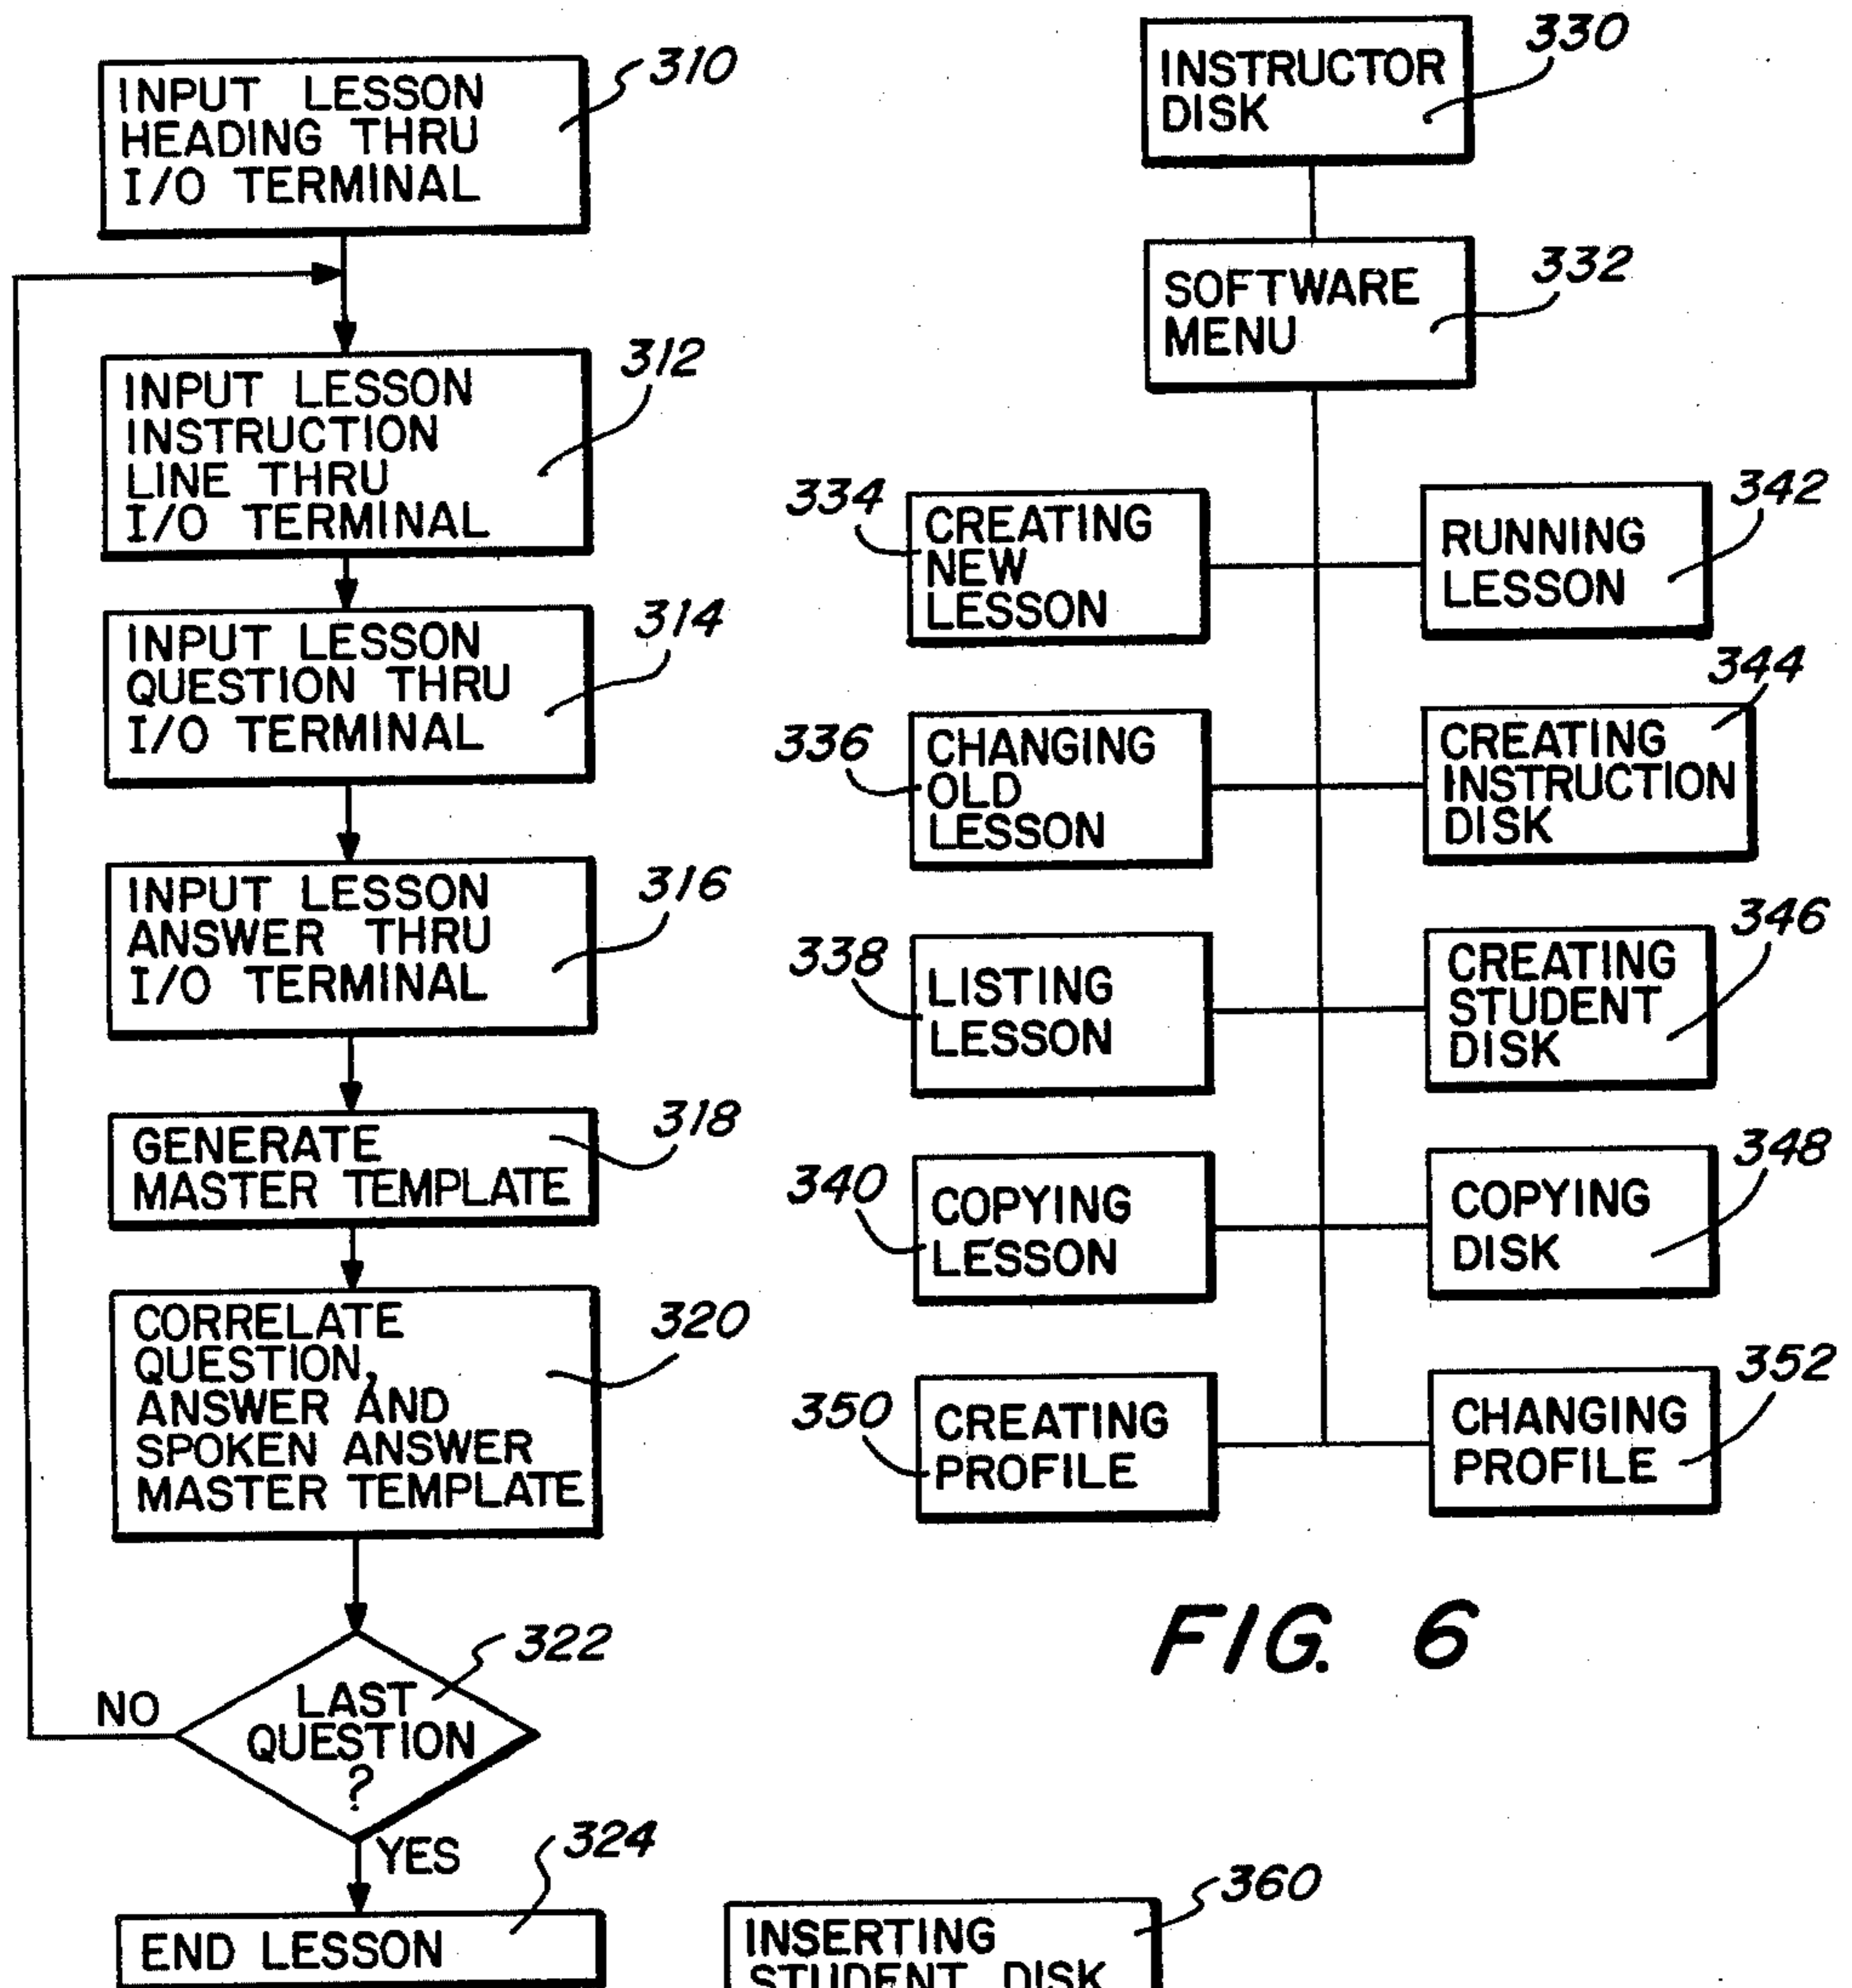 310
INPUT LESSON
HEADING THRU
I/O TERMINAL
312
INPUT LESSON
INSTRUCTION
LINE THRU
I/O TERMINAL
314
INPUT LESSON
QUESTION THRU
I/O TERMINAL
316
INPUT LESSON
ANSWER THRU
I/O TERMINAL
318
GENERATE
MASTER TEMPLATE
320
CORRELATE
QUESTION,
ANSWER AND
SPOKEN ANSWER
MASTER TEMPLATE
322
LAST
QUESTION
?
NO
YES
324
END LESSON
330
INSTRUCTOR
DISK
332
SOFTWARE
MENU
334
CREATING
NEW
LESSON
342
RUNNING
LESSON
336
CHANGING
OLD
LESSON
344
CREATING
INSTRUCTION
DISK
338
LISTING
LESSON
346
CREATING
STUDENT
DISK
340
COPYING
LESSON
348
COPYING
DISK
350
CREATING
PROFILE
352
CHANGING
PROFILE
FIG. 6
360
INSERTING
STUDENT DISK